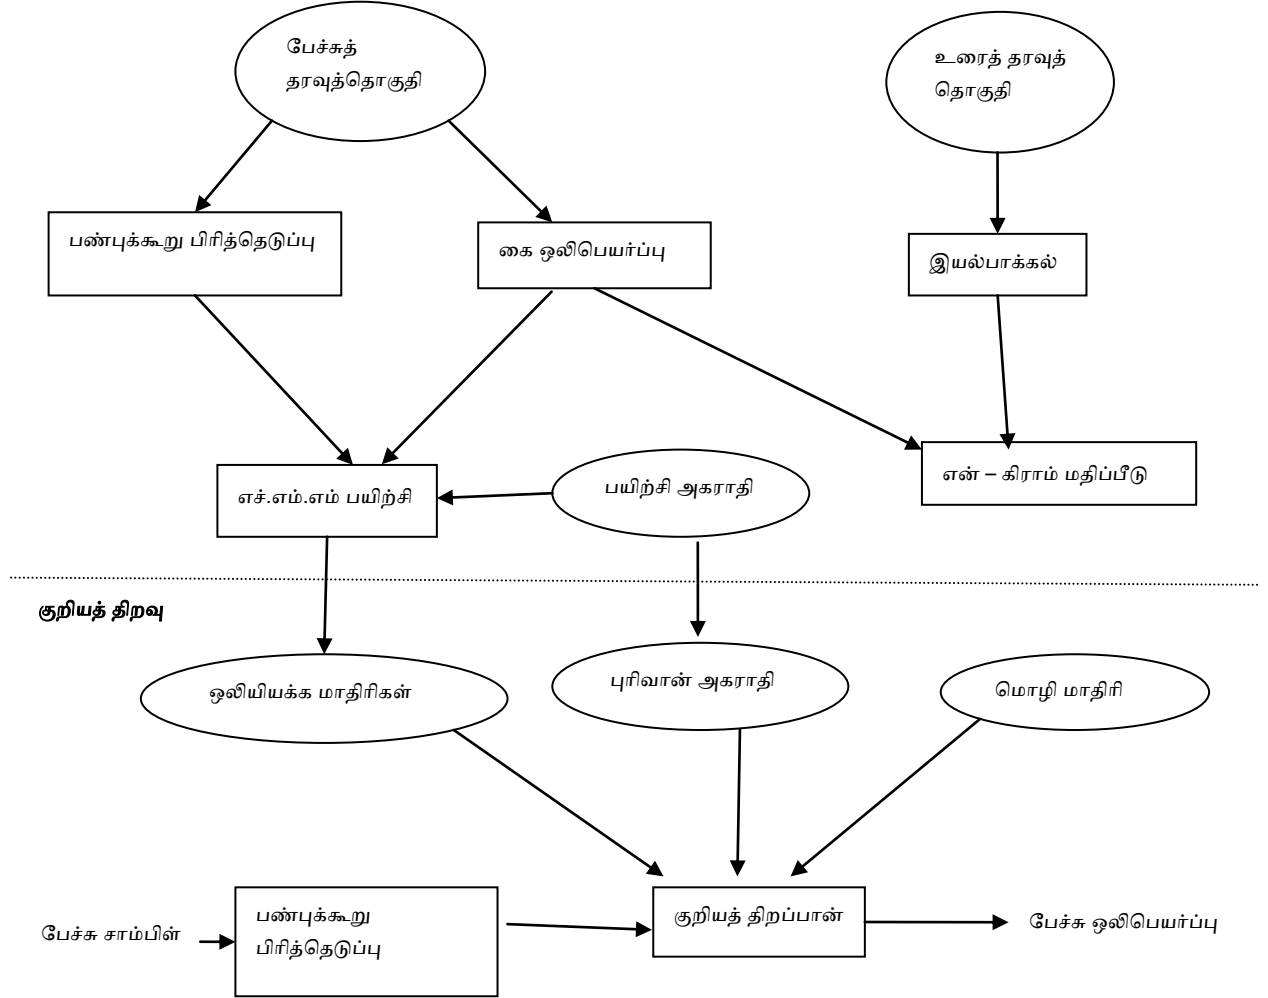 பேச்சுத்
தரவுத்தொகுதி
உரைத் தரவுத்
தொகுதி
பண்புக்கூறு பிரித்தெடுப்பு
கை ஒலிபெயர்ப்பு
இயல்பாக்கல்
எச்.எம்.எம் பயிற்சி
பயிற்சி அகராதி
என் – கிராம் மதிப்பீடு
குறியத் திறவு
ஒலியியக்க மாதிரிகள்
புரிவான் அகராதி
மொழி மாதிரி
பேச்சு சாம்பிள்
பண்புக்கூறு
பிரித்தெடுப்பு
குறியத் திறப்பான்
பேச்சு ஒலிபெயர்ப்பு